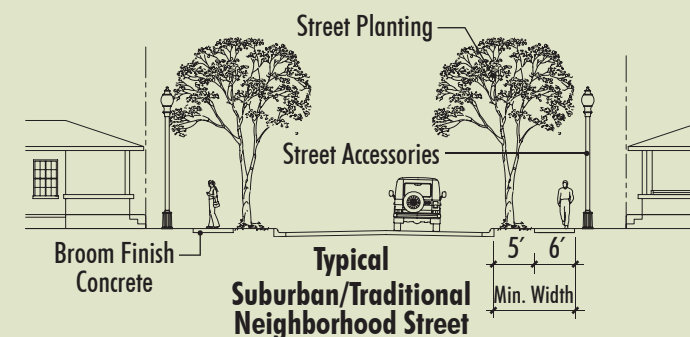 Street Planting
Street Accessories
Broom Finish
Concrete
Typical
Suburban/Traditional
Neighborhood Street
5′ 6′
Min. Width